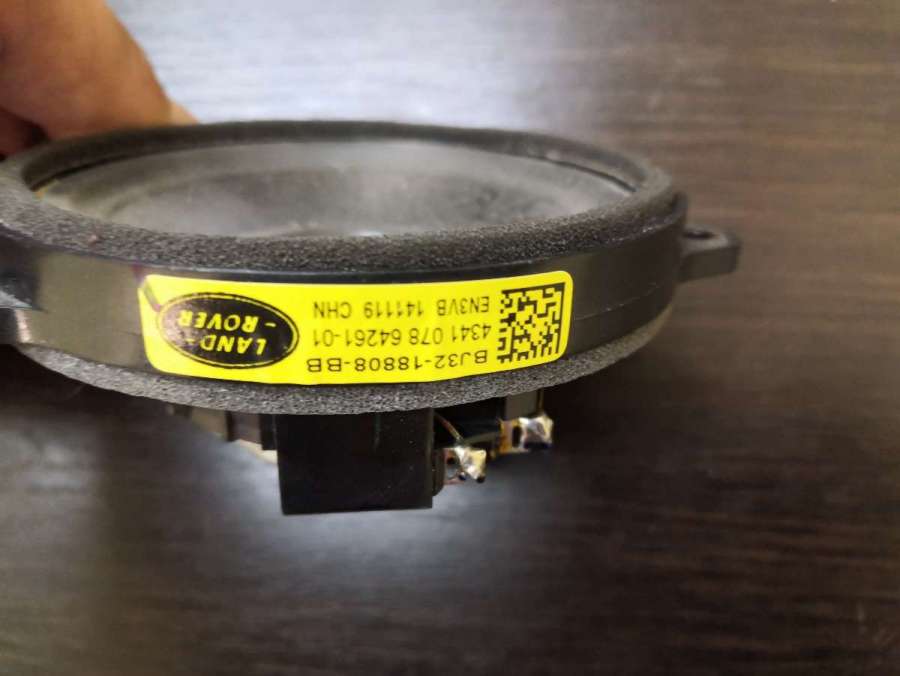 BJ32-18808-BB
4341 078 64261-01
EN3VB 141119 CHN
LAND -
- ROVER